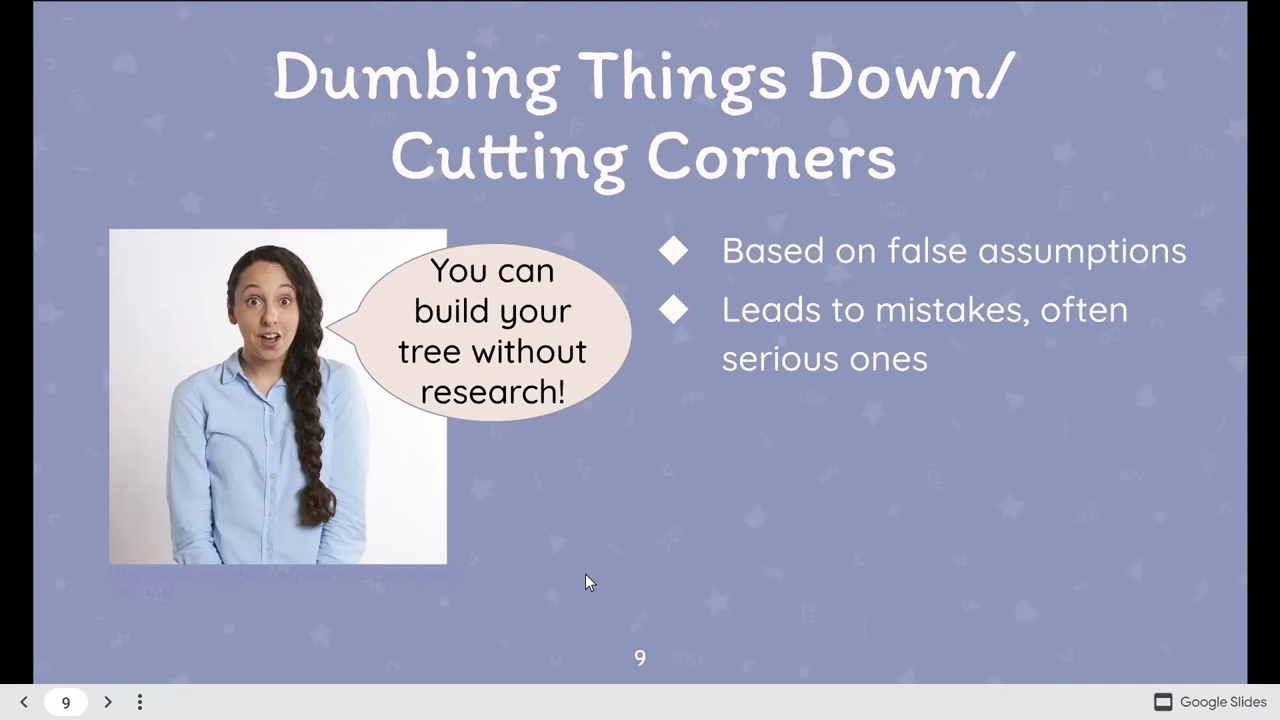 Dumbing Things Down/
Cutting Corners
You can
build your
tree without
research!
Based on false assumptions
Leads to mistakes, often
serious ones
9
9
Google Slides